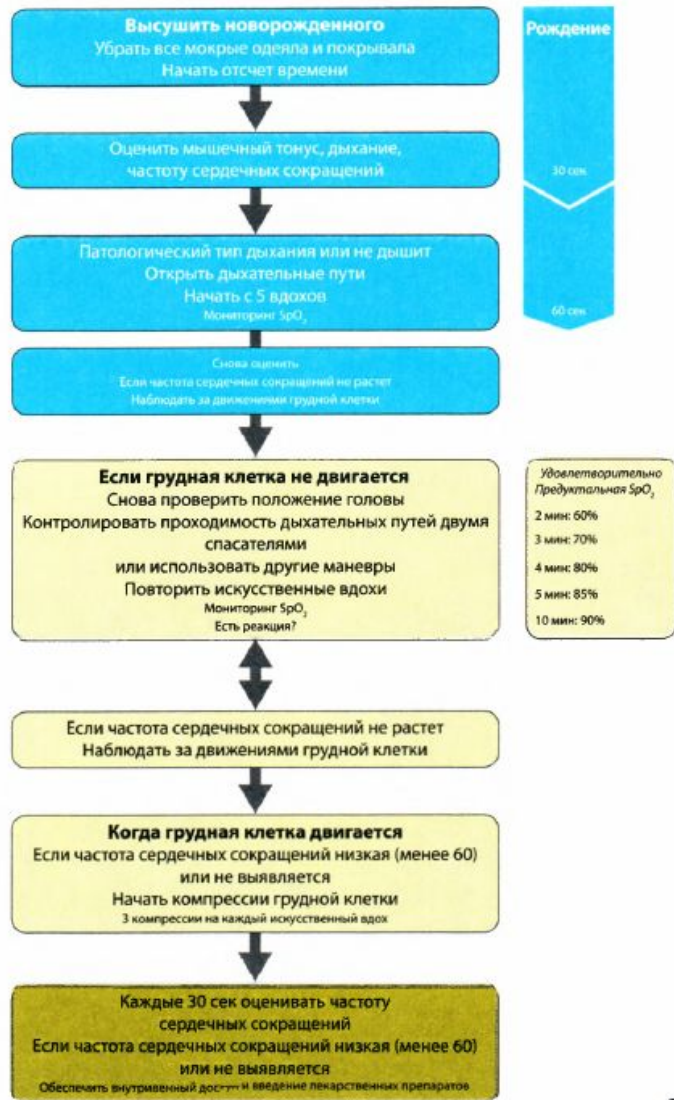 Высушить новорожденного
Убрать все мокрые одеяла и покрывала
Начать отсчет времени
Рождение
Оценить мышечный тонус, дыхание,
частоту сердечных сокращений
30 сек
Патологический тип дыхания или не дышит
Открыть дыхательные пути
Начать с 5 вдохов
Мониторинг SpO₂
60 сек
Снова оценить
Если частота сердечных сокращений не растет
Наблюдать за движениями грудной клетки
Если грудная клетка не двигается
Снова проверить положение головы
Контролировать проходимость дыхательных путей двумя
спасателями
или использовать другие маневры
Повторить искусственные вдохи
Мониторинг SpO₂
Есть реакция?
Удовлетворительно
Предуктальная SpO₂
2 мин: 60%
3 мин: 70%
4 мин: 80%
5 мин: 85%
10 мин: 90%
Если частота сердечных сокращений не растет
Наблюдать за движениями грудной клетки
Когда грудная клетка двигается
Если частота сердечных сокращений низкая (менее 60)
или не выявляется
Начать компрессии грудной клетки
3 компрессии на каждый искусственный вдох
Каждые 30 сек оценивать частоту
сердечных сокращений
Если частота сердечных сокращений низкая (менее 60)
или не выявляется
Обеспечить внутривенный и введение лекарственных препаратов